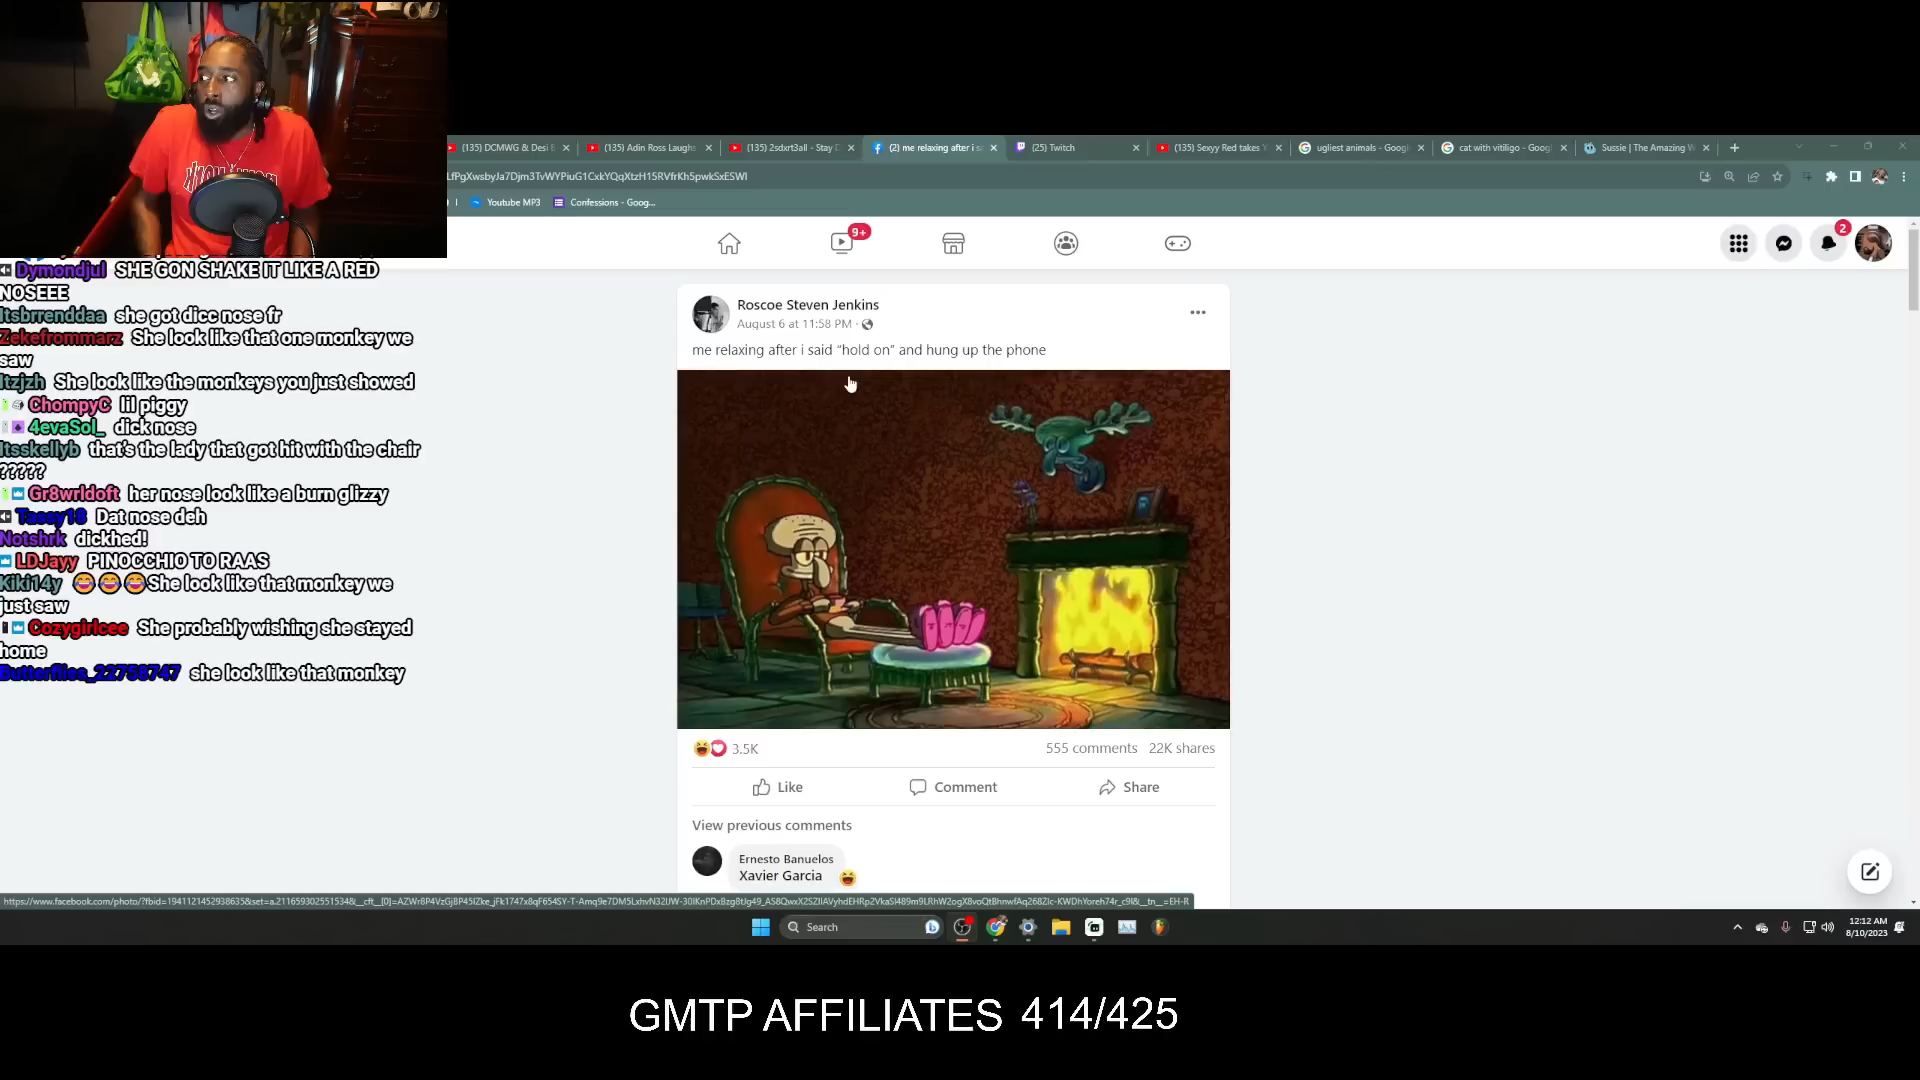 (135) DCMWG & Desi
(135) Adin Ross Laughs
(135) 2sdxrt3all - Stay
(2) me relaxing after i s
(25) Twitch
(135) Sexyy Red takes
ugliest animals - Goog
cat with vitiligo - Goog
Sussie | The Amazing W
Youtube MP3
Confessions - Goog...
9+
2
Dymondjul SHE GON SHAKE IT LIKE A RED
NOSEEE
Itsbrrenddaa she got dicc nose fr
Zekefrommarz She look like that one monkey we
saw
Itzjzh She look like the monkeys you just showed
ChompyC lil piggy
4evaSol_ dick nose
Itsskellyb that's the lady that got hit with the chair
?????
Gr8wrldoft her nose look like a burn glizzy
Tassy18 Dat nose deh
Notshrk dickhed!
LDJayy PINOCCHIO TO RAAS
Kiki14y 😂😂😂She look like that monkey we
just saw
Cozygirlcee She probably wishing she stayed
home
Butterflies_22758747 she look like that monkey
Roscoe Steven Jenkins
August 6 at 11:58 PM ·
me relaxing after i said “hold on” and hung up the phone
3.5K
555 comments 22K shares
Like
Comment
Share
View previous comments
Ernesto Banuelos
Xavier Garcia
Search
12:12 AM
8/10/2023
GMTP AFFILIATES 414/425